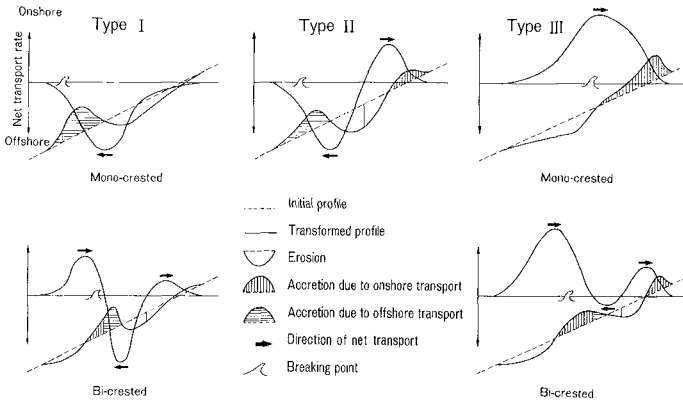 Onshore
Type I
Type II
Type III
Net transport rate
Offshore
Mono-crested
Mono-crested
Initial profile
Transformed profile
Erosion
Accretion due to onshore transport
Accretion due to offshore transport
Direction of net transport
Breaking point
Bi-crested
Bi-crested